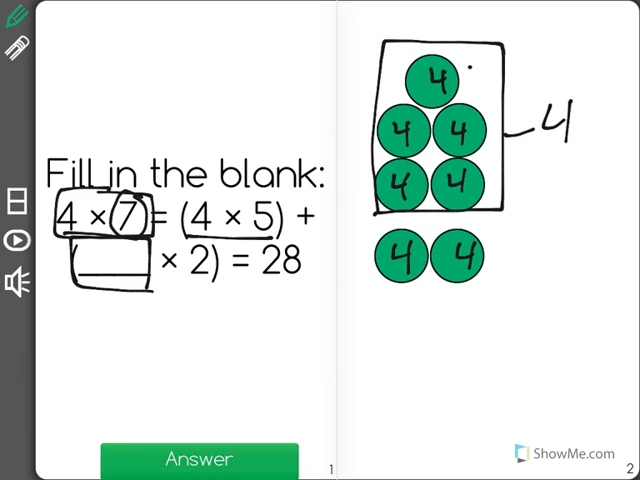 Fill in the blank:
4 × 7 = (4 × 5) +
(____ × 2) = 28
Answer
1
4
4 4
4 4
- 4
4 4
ShowMe.com
2